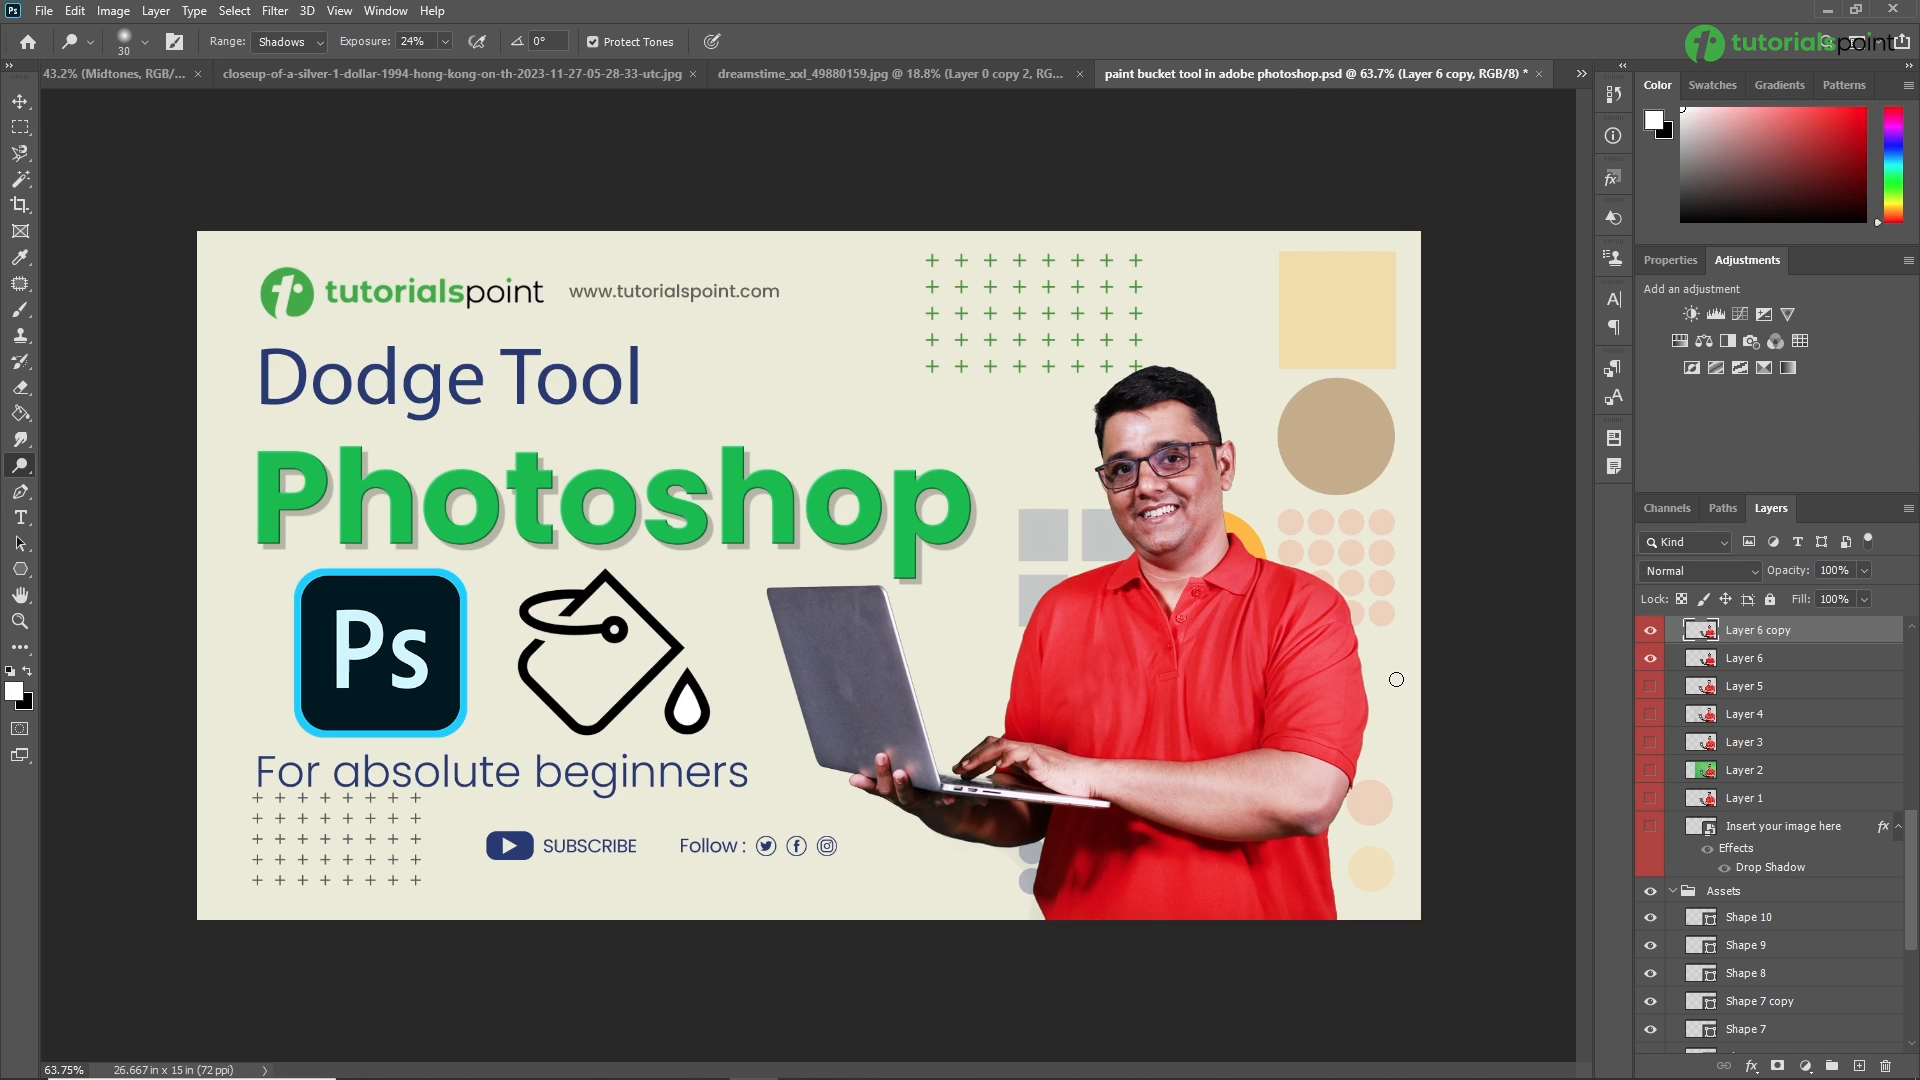 Ps File Edit Image Layer Type Select Filter 3D View Window Help
30 Range: Shadows Exposure: 24% 0° Protect Tones
tutorialspoint
43.2% (Midtones, RGB/... × closeup-of-a-silver-1-dollar-1994-hong-kong-on-th-2023-11-27-05-28-33-utc.jpg × dreamstime_xxl_49880159.jpg @ 18.8% (Layer 0 copy 2, RG... × paint bucket tool in adobe photoshop.psd @ 63.7% (Layer 6 copy, RGB/8) * ×
Color Swatches Gradients Patterns
Properties Adjustments
Add an adjustment
tutorialspoint www.tutorialspoint.com
Dodge Tool
Photoshop
Ps
For absolute beginners
SUBSCRIBE Follow :
Channels Paths Layers
Kind
Normal Opacity: 100%
Lock: Fill: 100%
Layer 6 copy
Layer 6
Layer 5
Layer 4
Layer 3
Layer 2
Layer 1
Insert your image here fx
Effects
Drop Shadow
Assets
Shape 10
Shape 9
Shape 8
Shape 7 copy
Shape 7
63.75% 26.667 in x 15 in (72 ppi)